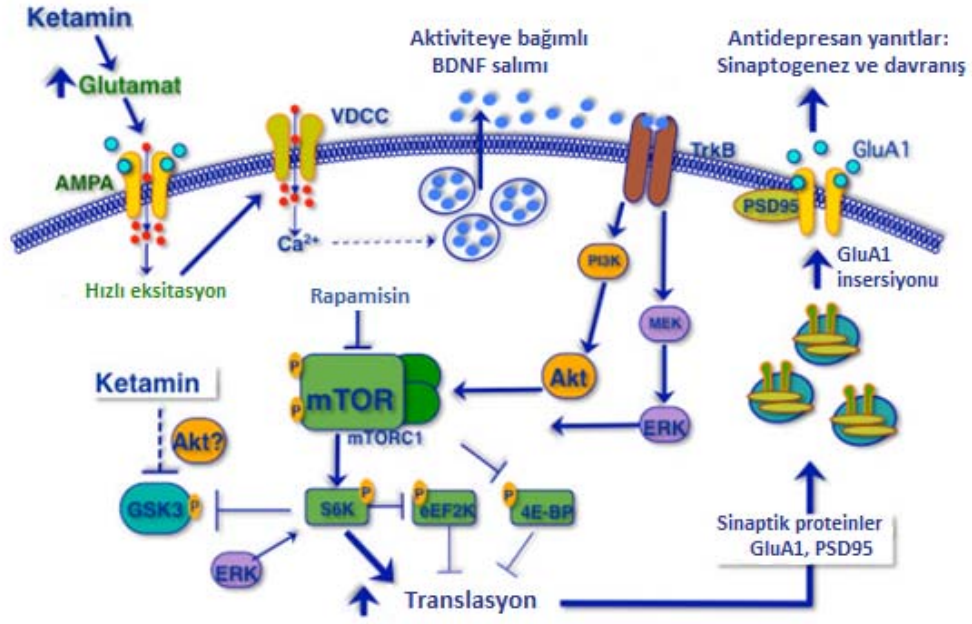 Ketamin
Glutamat
AMPA
Hızlı eksitasyon
VDCC
Ca²⁺
Aktiviteye bağımlı
BDNF salımı
TrkB
Antidepresan yanıtlar:
Sinaptogenez ve davranış
GluA1
PSD95
GluA1
insersiyonu
PI3K
MEK
Akt
ERK
Rapamisin
P
P
mTOR
mTORC1
Ketamin
Akt?
GSK3
P
S6K
P
P
eEF2K
P
4E-BP
ERK
Translasyon
Sinaptik proteinler
GluA1, PSD95